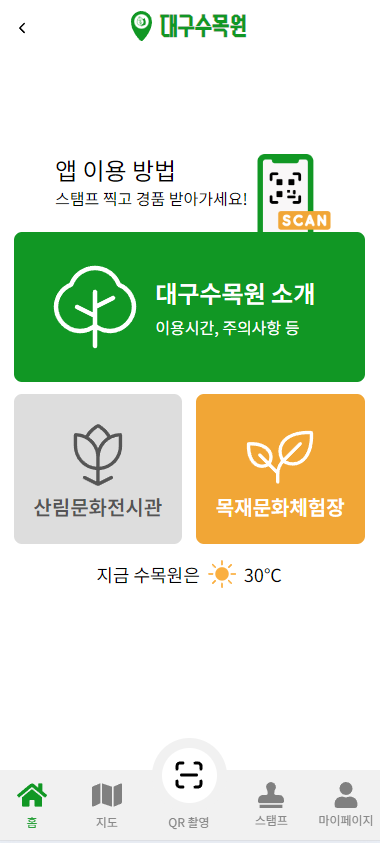 대구수목원
앱 이용 방법
스탬프 찍고 경품 받아가세요!
SCAN
대구수목원 소개
이용시간, 주의사항 등
산림문화전시관
목재문화체험장
지금 수목원은 30°C
홈
지도
QR 촬영
스탬프
마이페이지